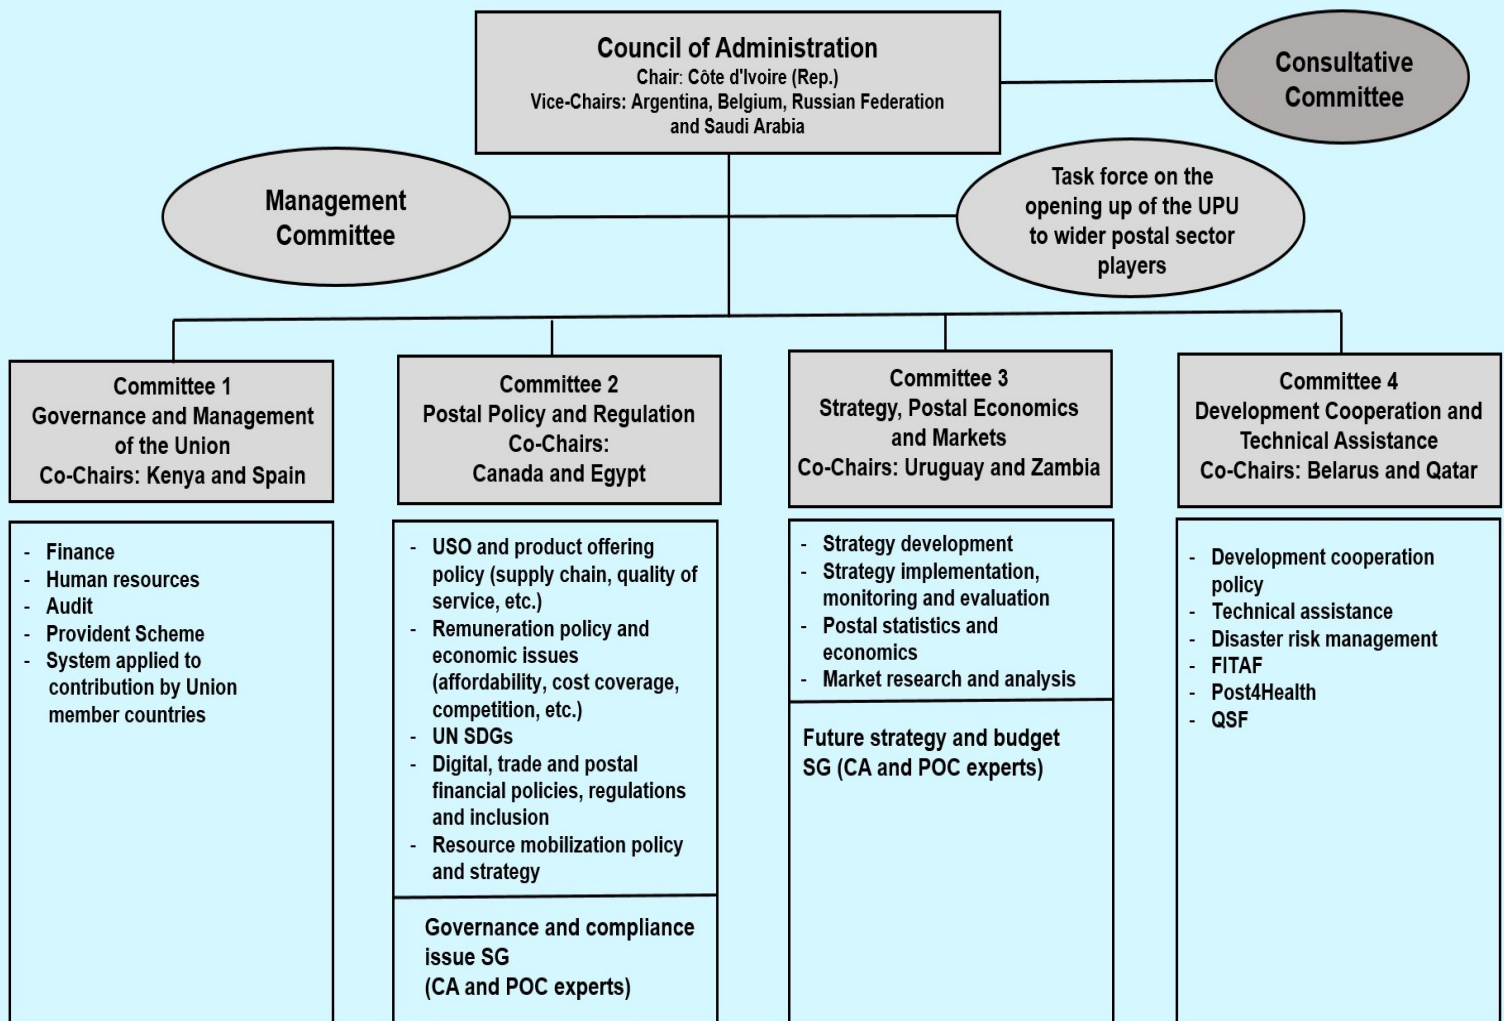 Council of Administration
Chair: Côte d'Ivoire (Rep.)
Vice-Chairs: Argentina, Belgium, Russian Federation
and Saudi Arabia
Consultative
Committee
Management
Committee
Task force on the
opening up of the UPU
to wider postal sector
players
Committee 1
Governance and Management
of the Union
Co-Chairs: Kenya and Spain
- Finance
- Human resources
- Audit
- Provident Scheme
- System applied to
contribution by Union
member countries
Committee 2
Postal Policy and Regulation
Co-Chairs:
Canada and Egypt
- USO and product offering
policy (supply chain, quality of
service, etc.)
- Remuneration policy and
economic issues
(affordability, cost coverage,
competition, etc.)
- UN SDGs
- Digital, trade and postal
financial policies, regulations
and inclusion
- Resource mobilization policy
and strategy
Governance and compliance
issue SG
(CA and POC experts)
Committee 3
Strategy, Postal Economics
and Markets
Co-Chairs: Uruguay and Zambia
- Strategy development
- Strategy implementation,
monitoring and evaluation
- Postal statistics and
economics
- Market research and analysis
Future strategy and budget
SG (CA and POC experts)
Committee 4
Development Cooperation and
Technical Assistance
Co-Chairs: Belarus and Qatar
- Development cooperation
policy
- Technical assistance
- Disaster risk management
- FITAF
- Post4Health
- QSF